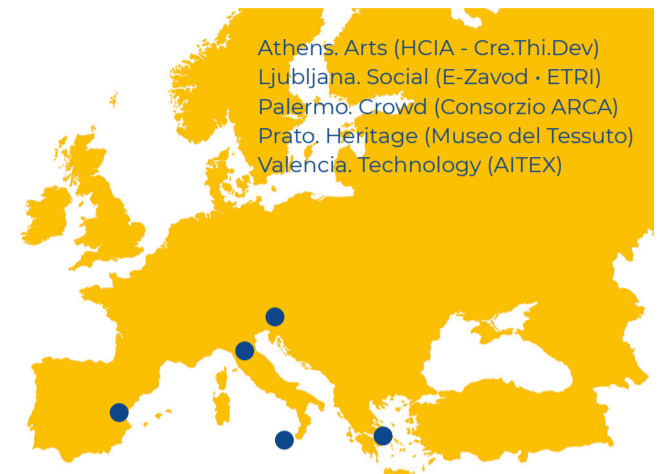 Athens. Arts (HCIA - Cre.Thi.Dev)
Ljubljana. Social (E-Zavod • ETRI)
Palermo. Crowd (Consorzio ARCA)
Prato. Heritage (Museo del Tessuto)
Valencia. Technology (AITEX)